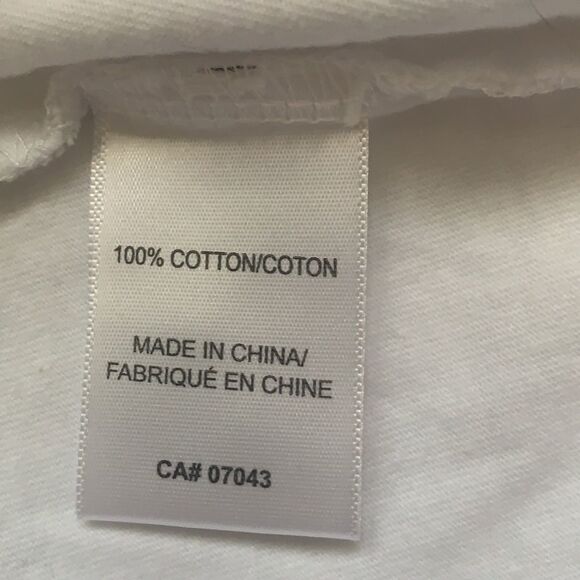 100% COTTON/COTON
MADE IN CHINA/
FABRIQUÉ EN CHINE
CA# 07043